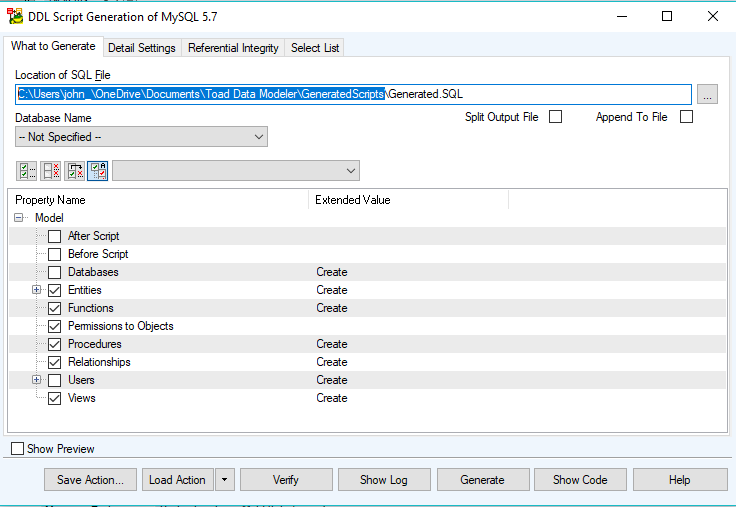 DDL Script Generation of MySQL 5.7
What to Generate Detail Settings Referential Integrity Select List
Location of SQL File
C:\Users\john_\OneDrive\Documents\Toad Data Modeler\GeneratedScripts\Generated.SQL ...
Database Name Split Output File Append To File
-- Not Specified --
Property Name Extended Value
Model
After Script
Before Script
Databases Create
Entities Create
Functions Create
Permissions to Objects
Procedures Create
Relationships Create
Users Create
Views Create
Show Preview
Save Action... Load Action Verify Show Log Generate Show Code Help